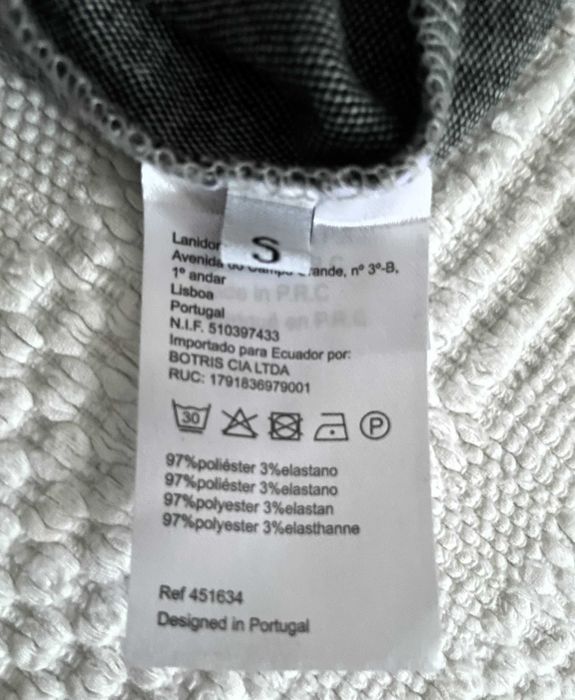 S
Lanidor
Avenida do Campo Grande, nº 3º-B,
1º andar
Lisboa
Portugal
N.I.F. 510397433
Importado para Ecuador por:
BOTRIS CIA LTDA
RUC: 1791836979001
30
P
97%poliéster 3%elastano
97%poliéster 3%elastano
97%polyester 3%elastan
97%polyester 3%elasthanne
Ref 451634
Designed in Portugal